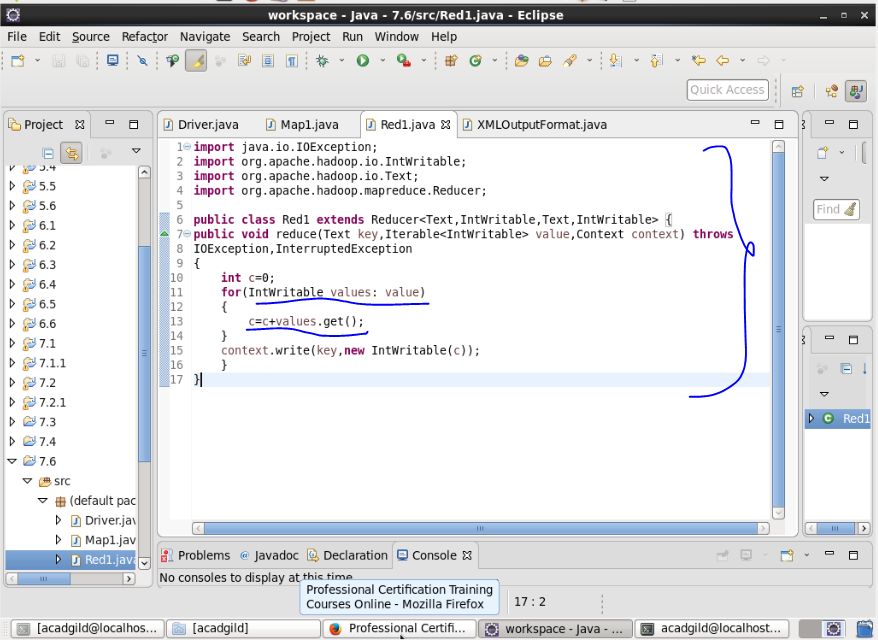 workspace - Java - 7.6/src/Red1.java - Eclipse
File Edit Source Refactor Navigate Search Project Run Window Help
Quick Access
Project
Driver.java Map1.java Red1.java XMLOutputFormat.java
5.4
5.5
5.6
6.1
6.2
6.3
6.4
6.5
6.6
7.1
7.1.1
7.2
7.2.1
7.3
7.4
7.6
src
(default pac
Driver.jav
Map1.jav
Red1.java
1 import java.io.IOException;
2 import org.apache.hadoop.io.IntWritable;
3 import org.apache.hadoop.io.Text;
4 import org.apache.hadoop.mapreduce.Reducer;
5
6 public class Red1 extends Reducer<Text,IntWritable,Text,IntWritable> {
7 public void reduce(Text key,Iterable<IntWritable> value,Context context) throws
8 IOException,InterruptedException
9 {
10 int c=0;
11 for(IntWritable values: value)
12 {
13 c=c+values.get();
14 }
15 context.write(key,new IntWritable(c));
16 }
17 }
Find
Red1
Problems @ Javadoc Declaration Console
No consoles to display at this time.
Professional Certification Training
Courses Online - Mozilla Firefox
17 : 2
[acadgild@localhos... [acadgild] Professional Certifi... workspace - Java - ... acadgild@localhost...